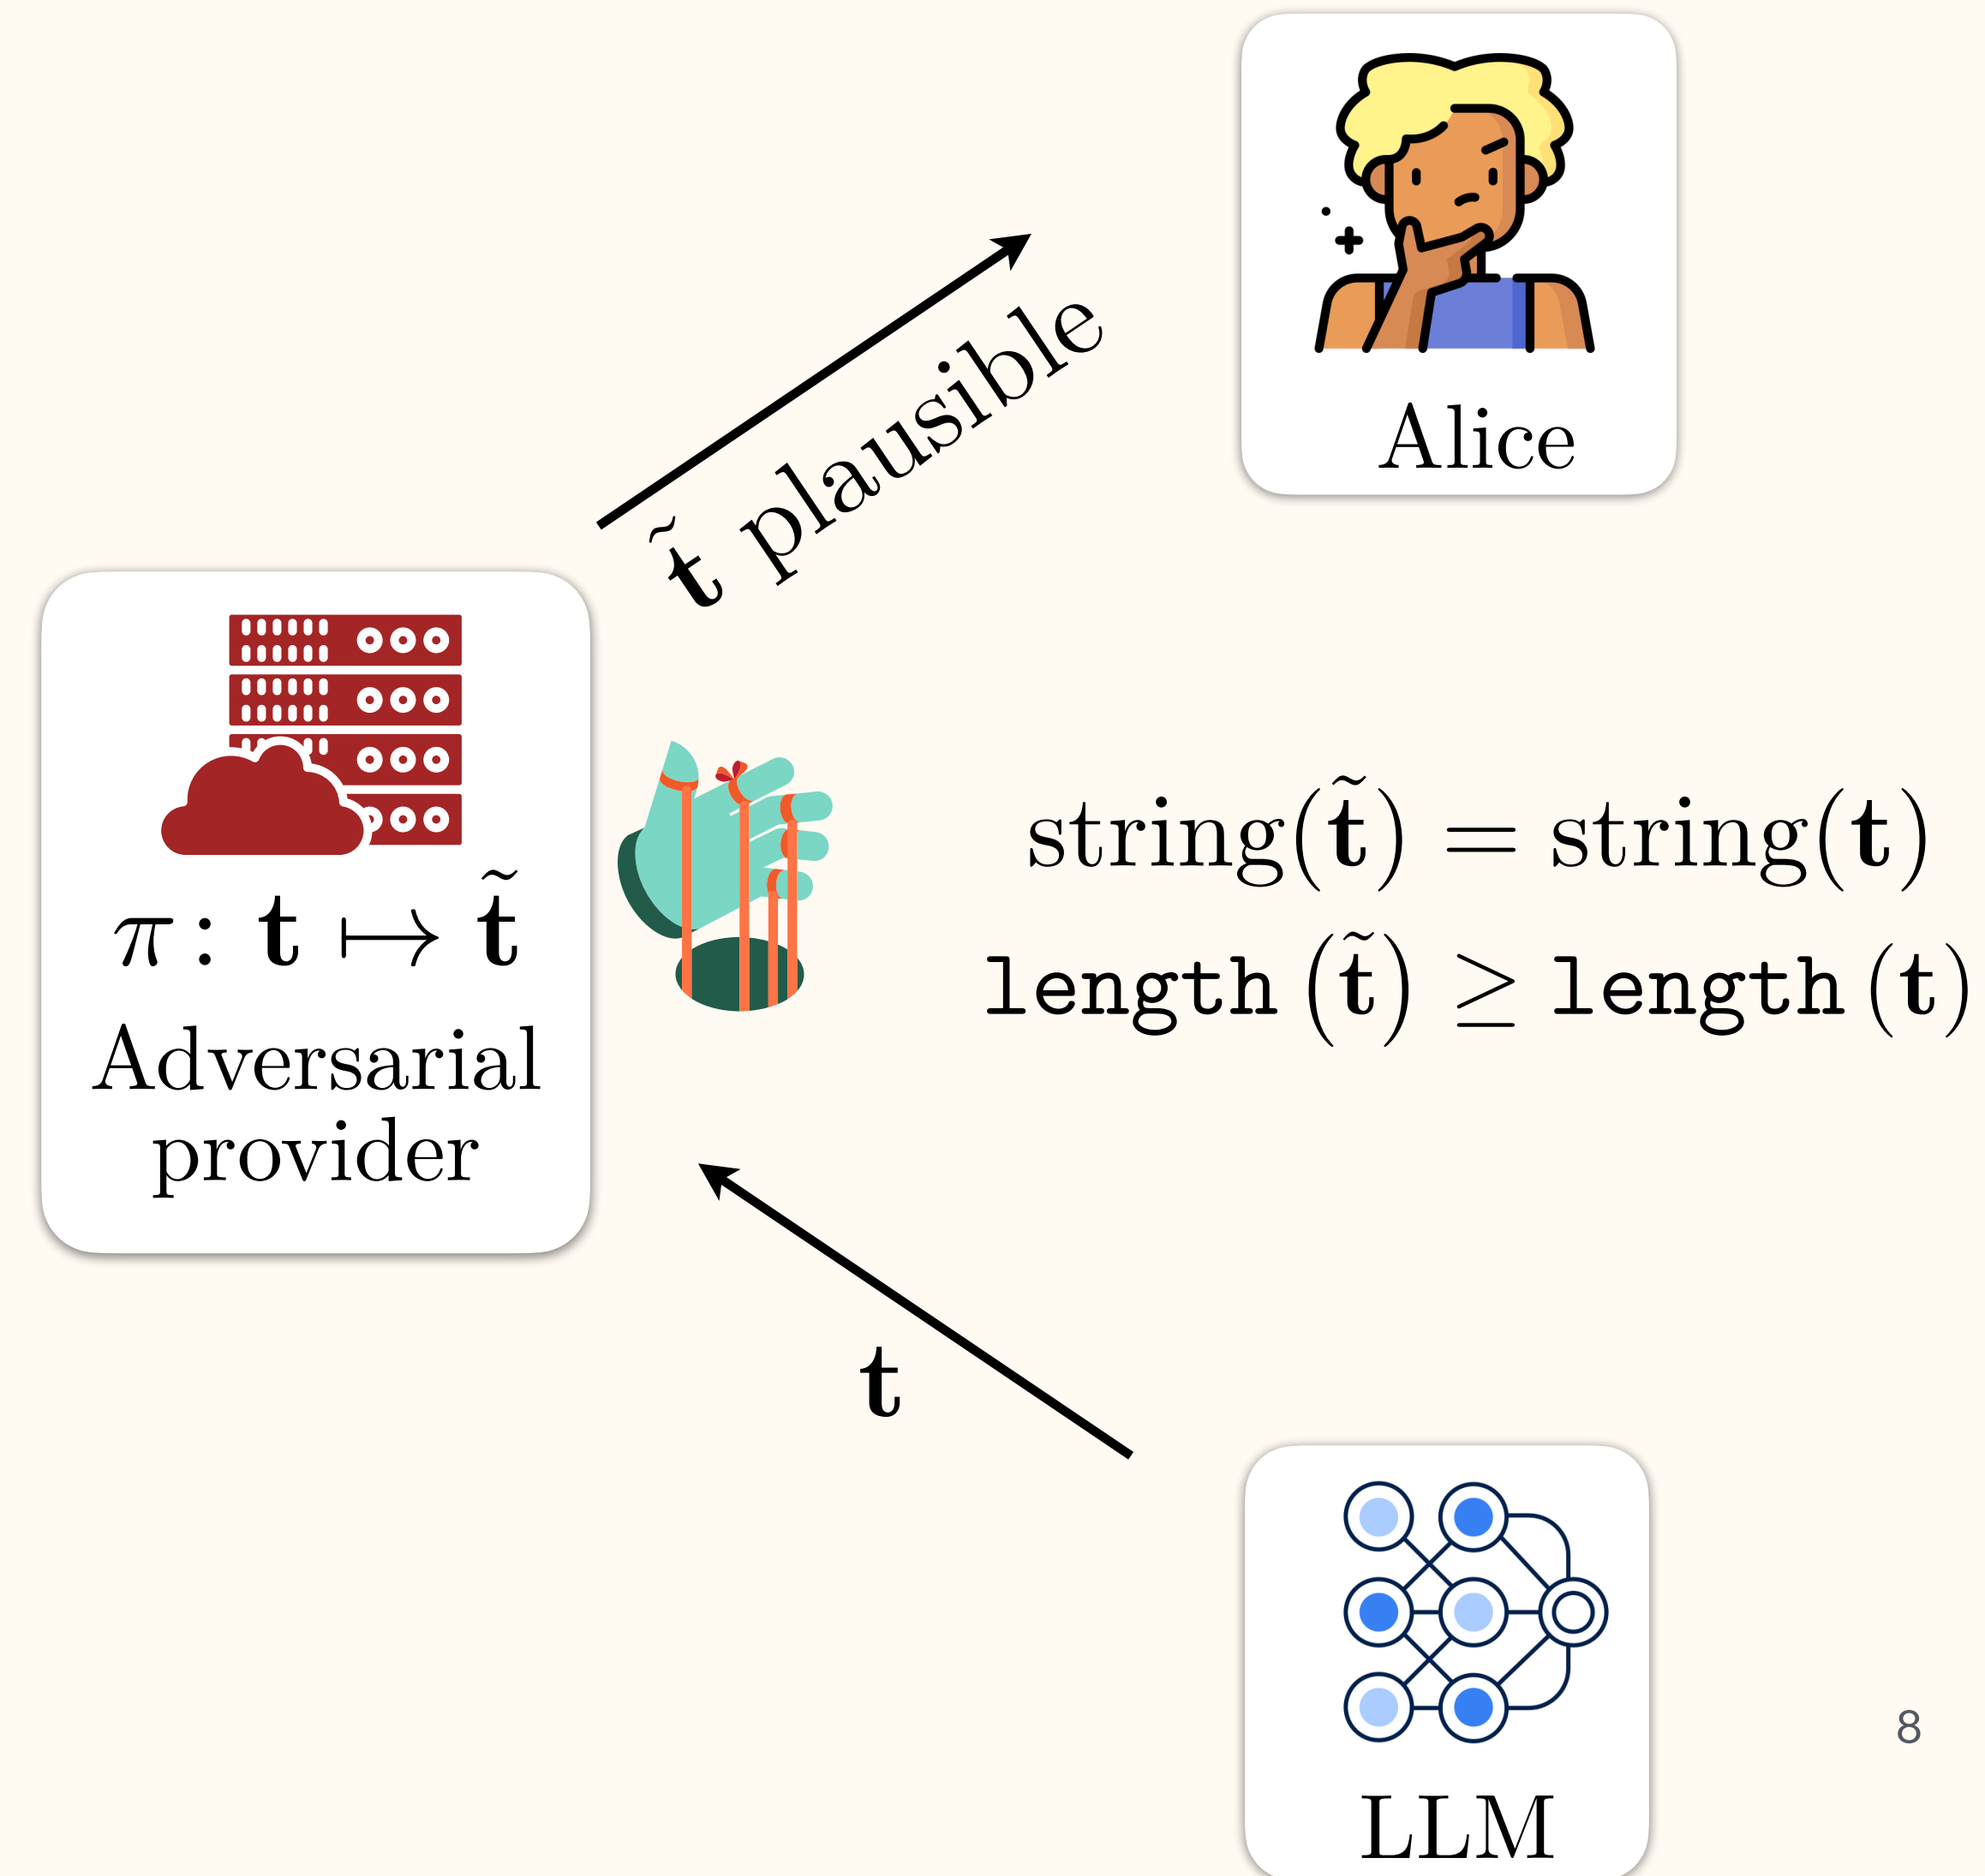 Alice
t̃ plausible
π : t ↦ t̃
Adversarial
provider
string(t̃) = string(t)
length (t̃) ≥ length (t)
t
LLM
8